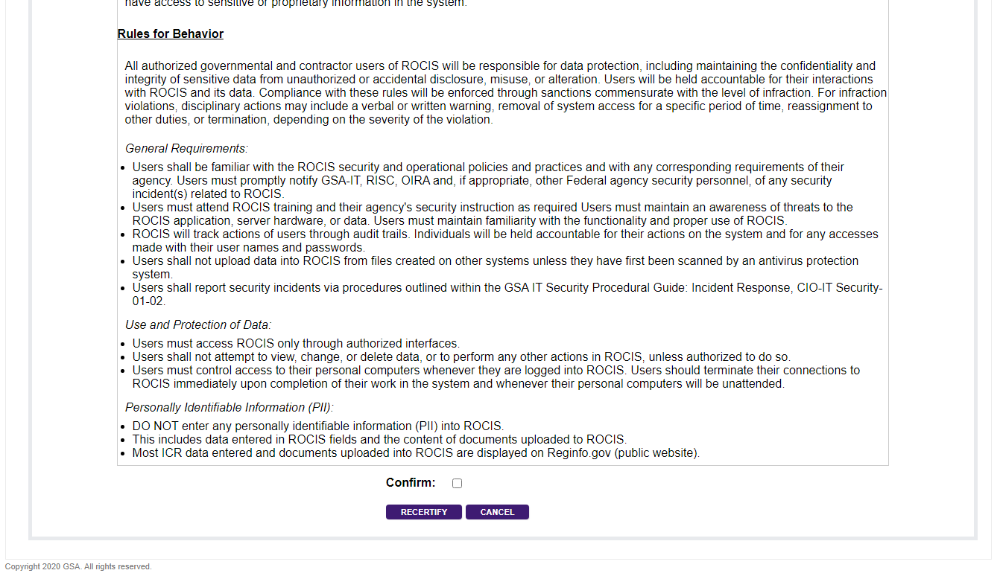 have access to sensitive or proprietary information in the system.
Rules for Behavior
All authorized governmental and contractor users of ROCIS will be responsible for data protection, including maintaining the confidentiality and
integrity of sensitive data from unauthorized or accidental disclosure, misuse, or alteration. Users will be held accountable for their interactions
with ROCIS and its data. Compliance with these rules will be enforced through sanctions commensurate with the level of infraction. For infraction
violations, disciplinary actions may include a verbal or written warning, removal of system access for a specific period of time, reassignment to
other duties, or termination, depending on the severity of the violation.
General Requirements:
• Users shall be familiar with the ROCIS security and operational policies and practices and with any corresponding requirements of their
agency. Users must promptly notify GSA-IT, RISC, OIRA and, if appropriate, other Federal agency security personnel, of any security
incident(s) related to ROCIS.
• Users must attend ROCIS training and their agency's security instruction as required Users must maintain an awareness of threats to the
ROCIS application, server hardware, or data. Users must maintain familiarity with the functionality and proper use of ROCIS.
• ROCIS will track actions of users through audit trails. Individuals will be held accountable for their actions on the system and for any accesses
made with their user names and passwords.
• Users shall not upload data into ROCIS from files created on other systems unless they have first been scanned by an antivirus protection
system.
• Users shall report security incidents via procedures outlined within the GSA IT Security Procedural Guide: Incident Response, CIO-IT Security-
01-02.
Use and Protection of Data:
• Users must access ROCIS only through authorized interfaces.
• Users shall not attempt to view, change, or delete data, or to perform any other actions in ROCIS, unless authorized to do so.
• Users must control access to their personal computers whenever they are logged into ROCIS. Users should terminate their connections to
ROCIS immediately upon completion of their work in the system and whenever their personal computers will be unattended.
Personally Identifiable Information (PII):
• DO NOT enter any personally identifiable information (PII) into ROCIS.
• This includes data entered in ROCIS fields and the content of documents uploaded to ROCIS.
• Most ICR data entered and documents uploaded into ROCIS are displayed on Reginfo.gov (public website).
Confirm:
RECERTIFY CANCEL
Copyright 2020 GSA. All rights reserved.